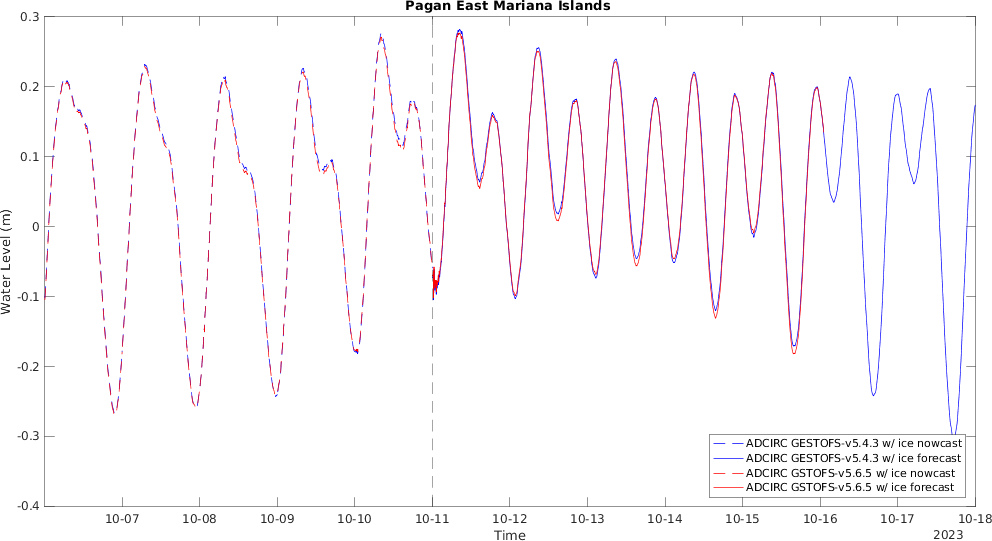 Pagan East Mariana Islands
0.3
0.2
0.1
0
-0.1
-0.2
-0.3
-0.4
Water Level (m)
ADCIRC GESTOFS-v5.4.3 w/ ice nowcast
ADCIRC GESTOFS-v5.4.3 w/ ice forecast
ADCIRC GSTOFS-v5.6.5 w/ ice nowcast
ADCIRC GSTOFS-v5.6.5 w/ ice forecast
10-07 10-08 10-09 10-10 10-11 10-12 10-13 10-14 10-15 10-16 10-17 10-18
Time
2023